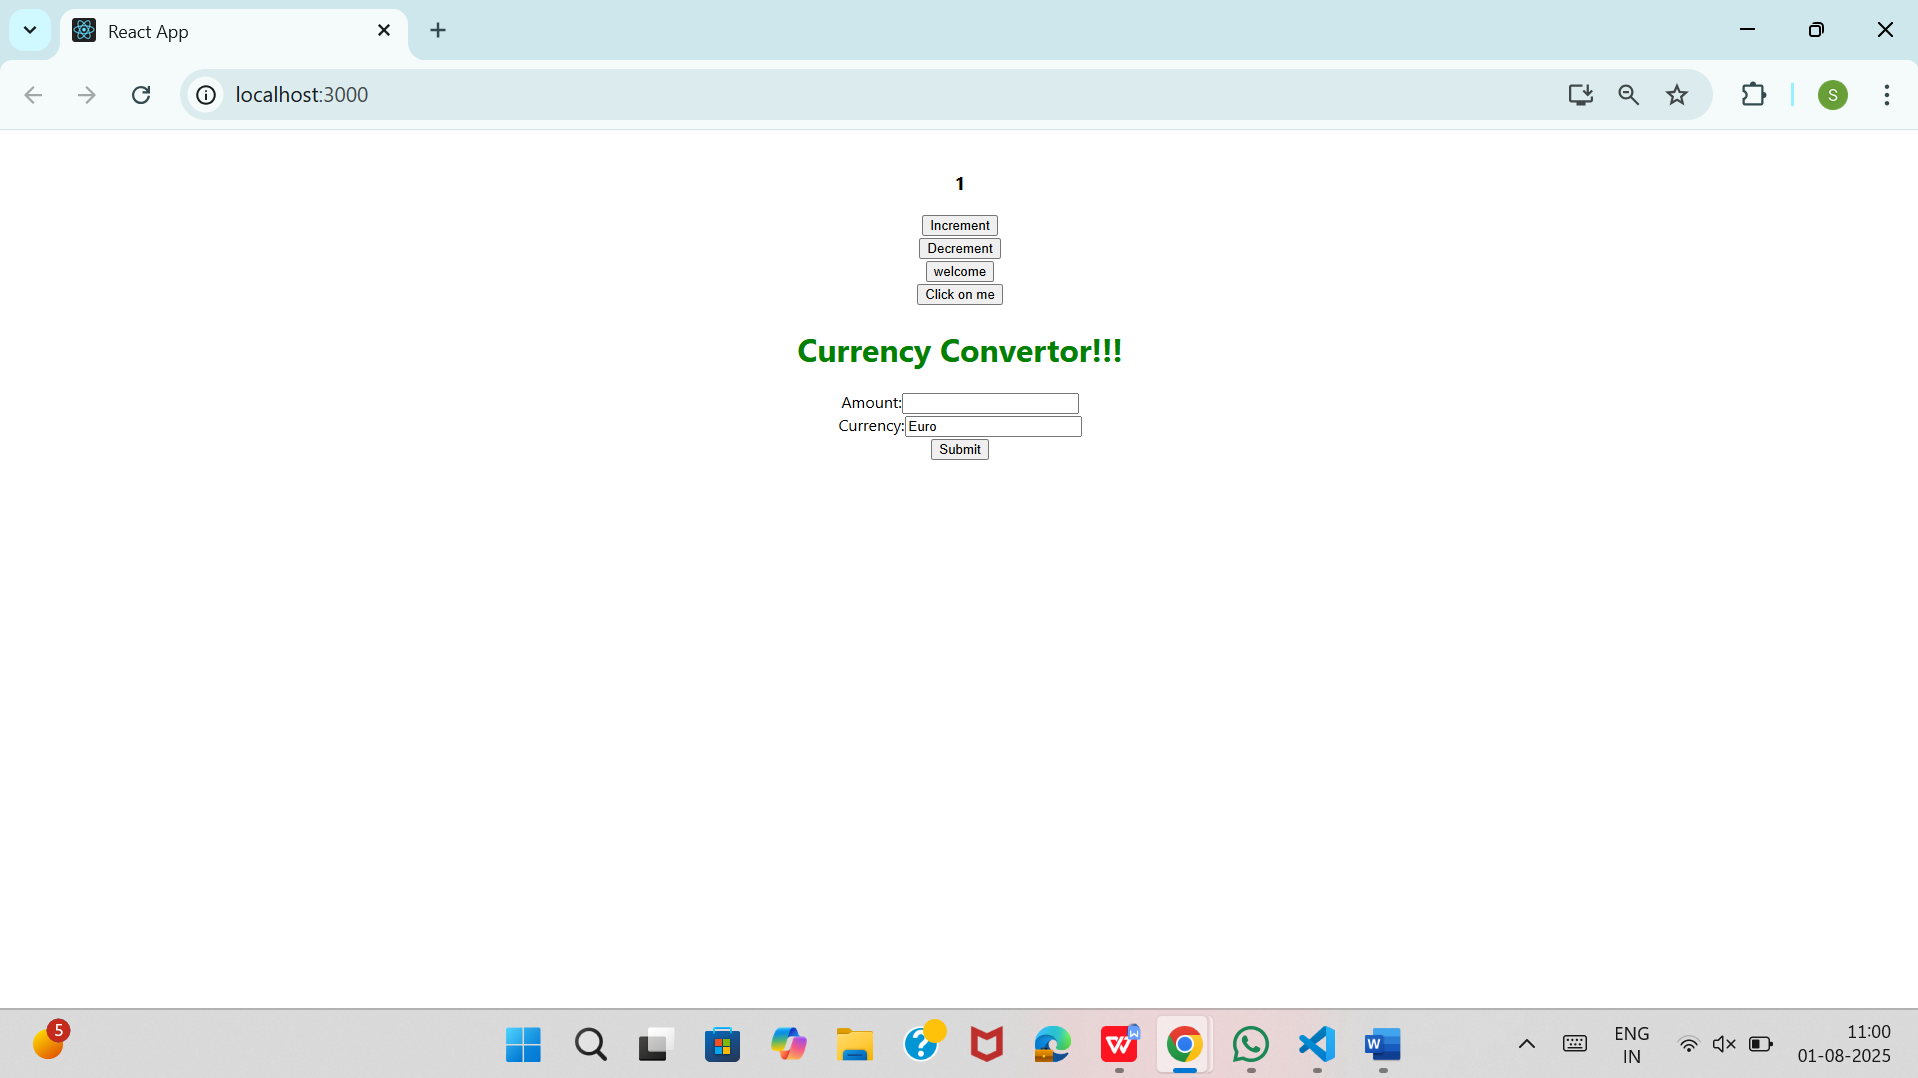 React App
localhost:3000
S
1
Increment
Decrement
welcome
Click on me
Currency Convertor!!!
Amount:
Currency: Euro
Submit
5
ENG
IN
11:00
01-08-2025